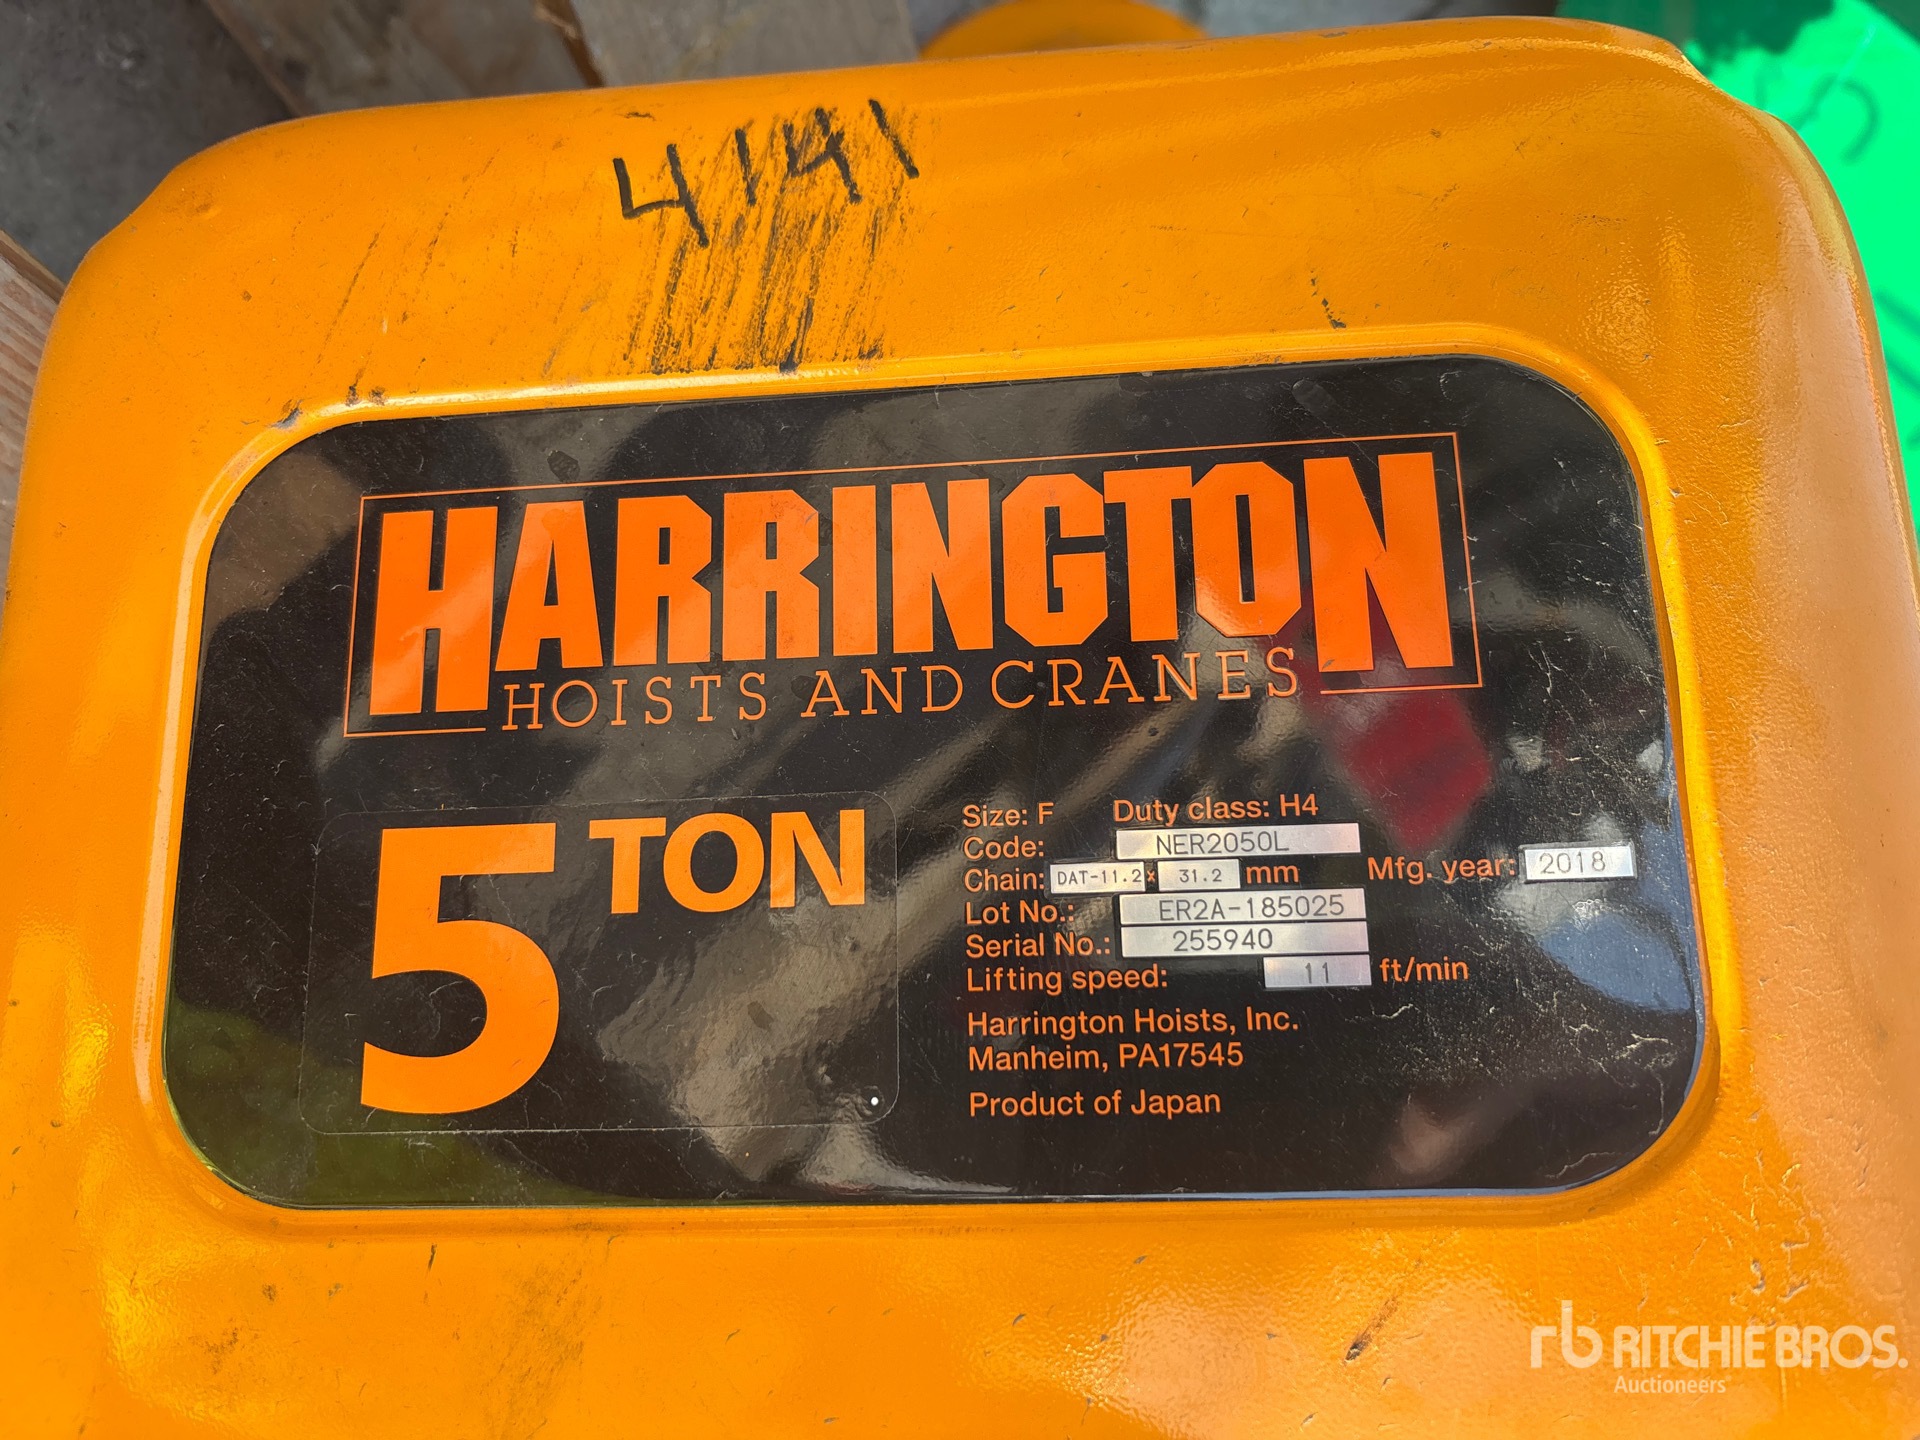 4141
HARRINGTON
HOISTS AND CRANES
5 TON
Size: F Duty class: H4
Code: NER2050L
Chain: DAT-11.2 x 31.2 mm Mfg. year: 2018
Lot No.: ER2A-185025
Serial No.: 255940
Lifting speed: 11 ft/min
Harrington Hoists, Inc.
Manheim, PA17545
Product of Japan
rb RITCHIE BROS.
Auctioneers